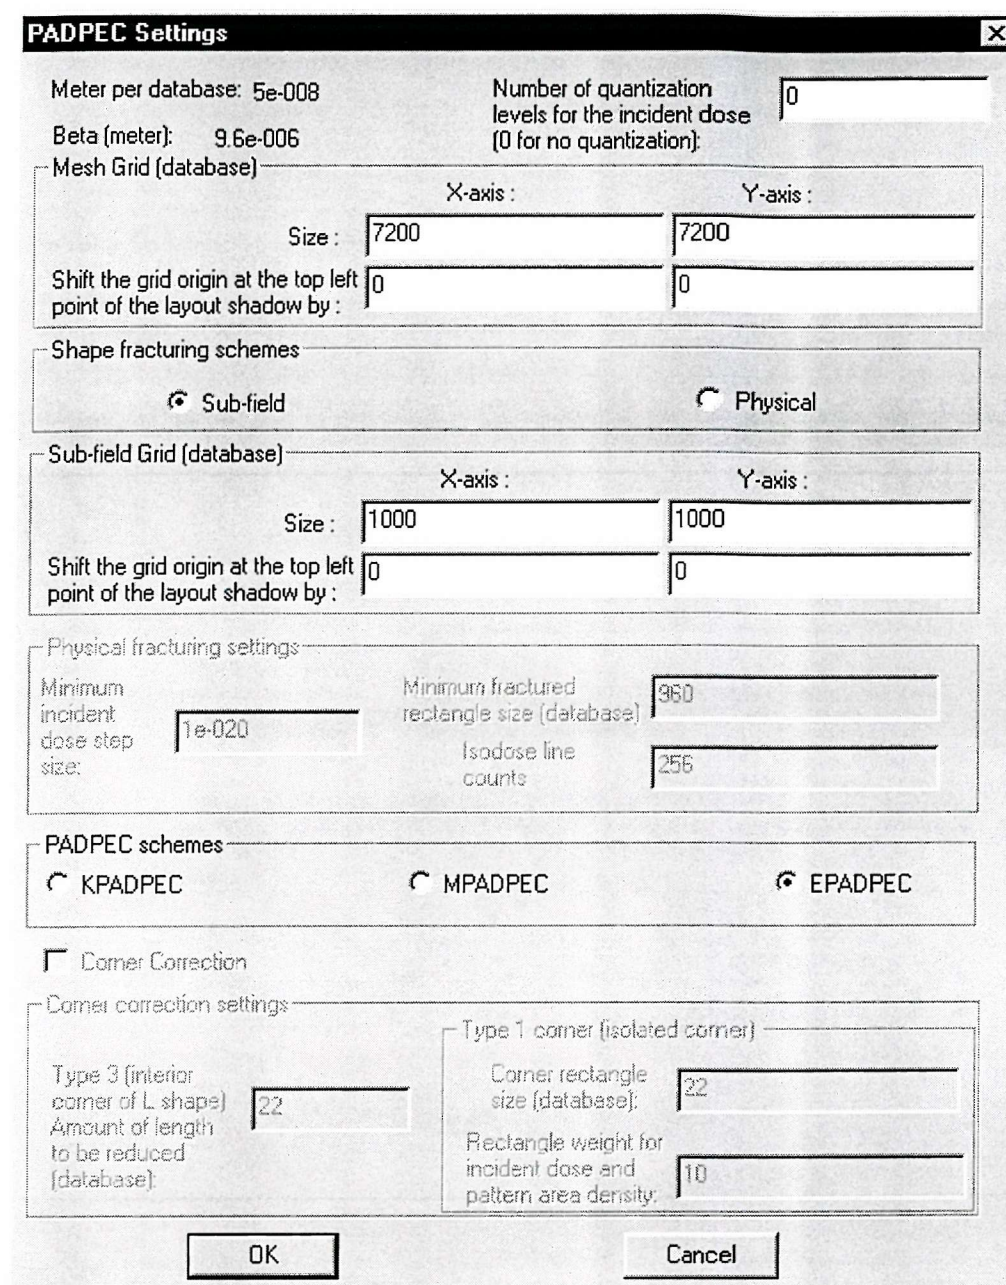 PADPEC Settings
Meter per database: 5e-008
Number of quantization
levels for the incident dose
(0 for no quantization):
0
Beta (meter): 9.6e-006
Mesh Grid (database)
X-axis :
Y-axis :
Size :
7200
7200
Shift the grid origin at the top left
point of the layout shadow by :
0
0
Shape fracturing schemes
Sub-field
Physical
Sub-field Grid (database)
X-axis :
Y-axis :
Size :
1000
1000
Shift the grid origin at the top left
point of the layout shadow by :
0
0
Physical fracturing settings
Minimum
incident
dose step
size:
1e-020
Minimum fractured
rectangle size (database)
960
Isodose line
counts
256
PADPEC schemes
KPADPEC
MPADPEC
EPADPEC
Corner Correction
Corner correction settings
Type 3 (interior
corner of L shape)
Amount of length
to be reduced
(database):
22
Type 1 corner (isolated corner)
Corner rectangle
size (database):
22
Rectangle weight for
incident dose and
pattern area density:
10
OK
Cancel